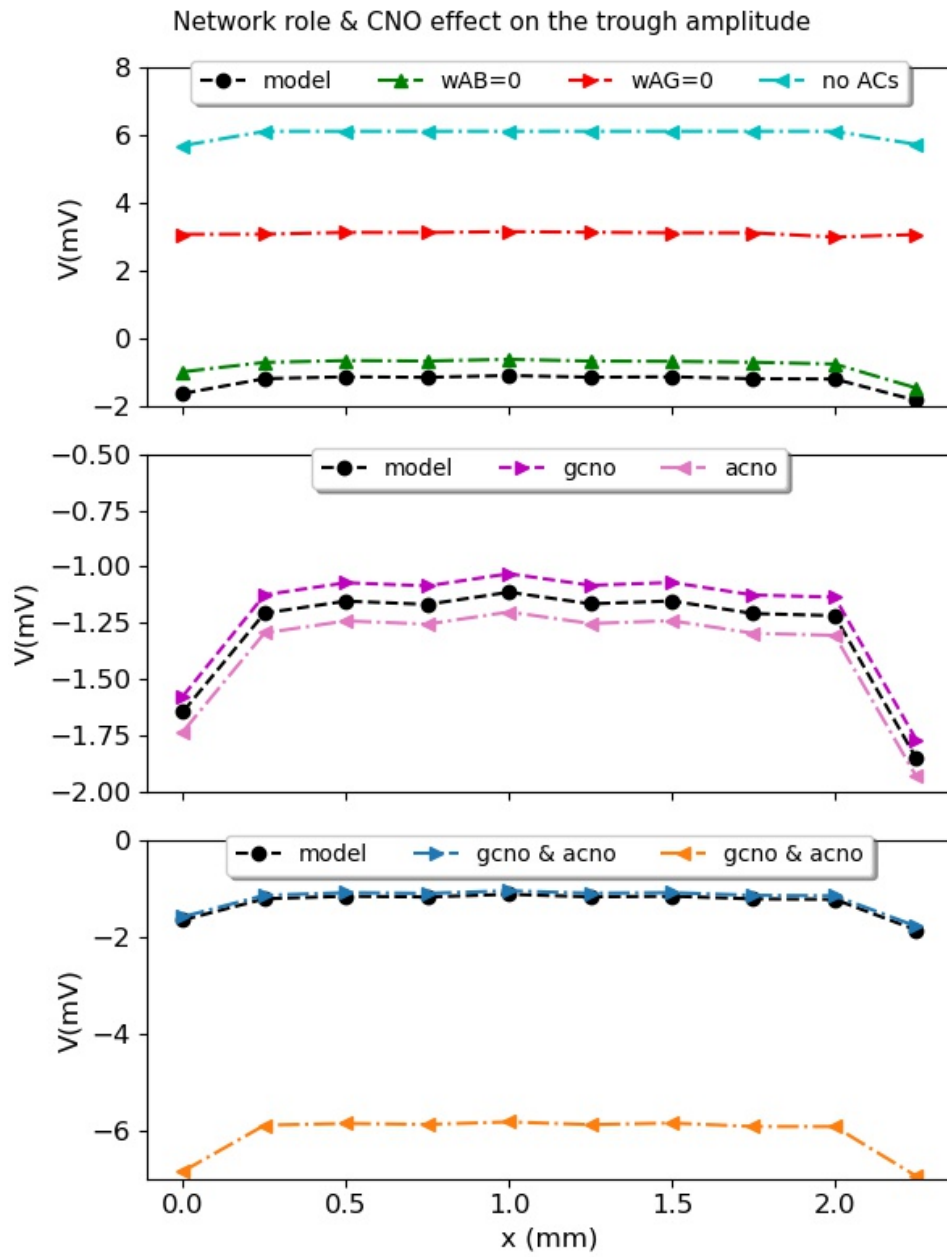 Network role & CNO effect on the trough amplitude
8
model wAB=0 wAG=0 no ACs
6
4
2
0
−2
V(mV)
−0.50
model gcno acno
−0.75
−1.00
−1.25
−1.50
−1.75
−2.00
V(mV)
0
model gcno & acno gcno & acno
−2
−4
−6
V(mV)
0.0 0.5 1.0 1.5 2.0
x (mm)